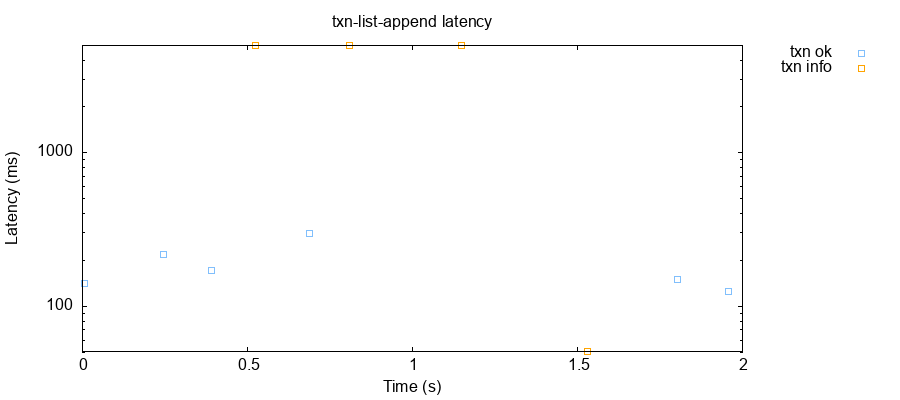 txn-list-append latency
txn ok
txn info
Latency (ms)
1000
100
0
0.5
1
1.5
2
Time (s)